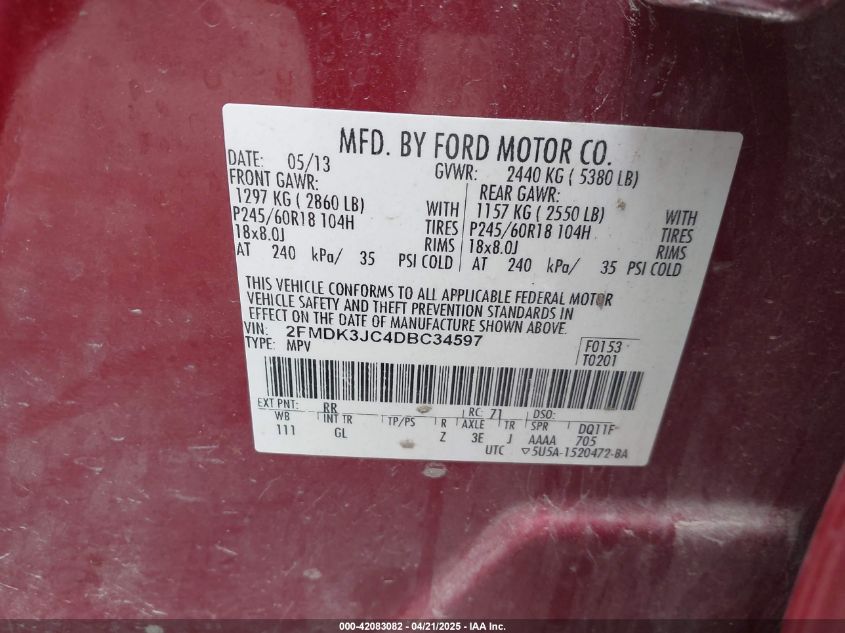 MFD. BY FORD MOTOR CO.
DATE: 05/13 GVWR: 2440 KG ( 5380 LB)
FRONT GAWR: REAR GAWR:
1297 KG ( 2860 LB) WITH 1157 KG ( 2550 LB) WITH
P245/60R18 104H TIRES P245/60R18 104H TIRES
18x8.0J RIMS 18x8.0J RIMS
AT 240 kPa/ 35 PSI COLD AT 240 kPa/ 35 PSI COLD
THIS VEHICLE CONFORMS TO ALL APPLICABLE FEDERAL MOTOR
VEHICLE SAFETY AND THEFT PREVENTION STANDARDS IN
EFFECT ON THE DATE OF MANUFACTURE SHOWN ABOVE.
VIN: 2FMDK3JC4DBC34597
TYPE: MPV
F0153
T0201
EXT PNT: RR RC: 71 DSO:
WB INT TR TP/PS R AXLE TR SPR DQ11F
111 GL Z 3E J AAAA 705
UTC ▽5U5A-1520472-BA
000-42083082 - 04/21/2025 - IAA Inc.